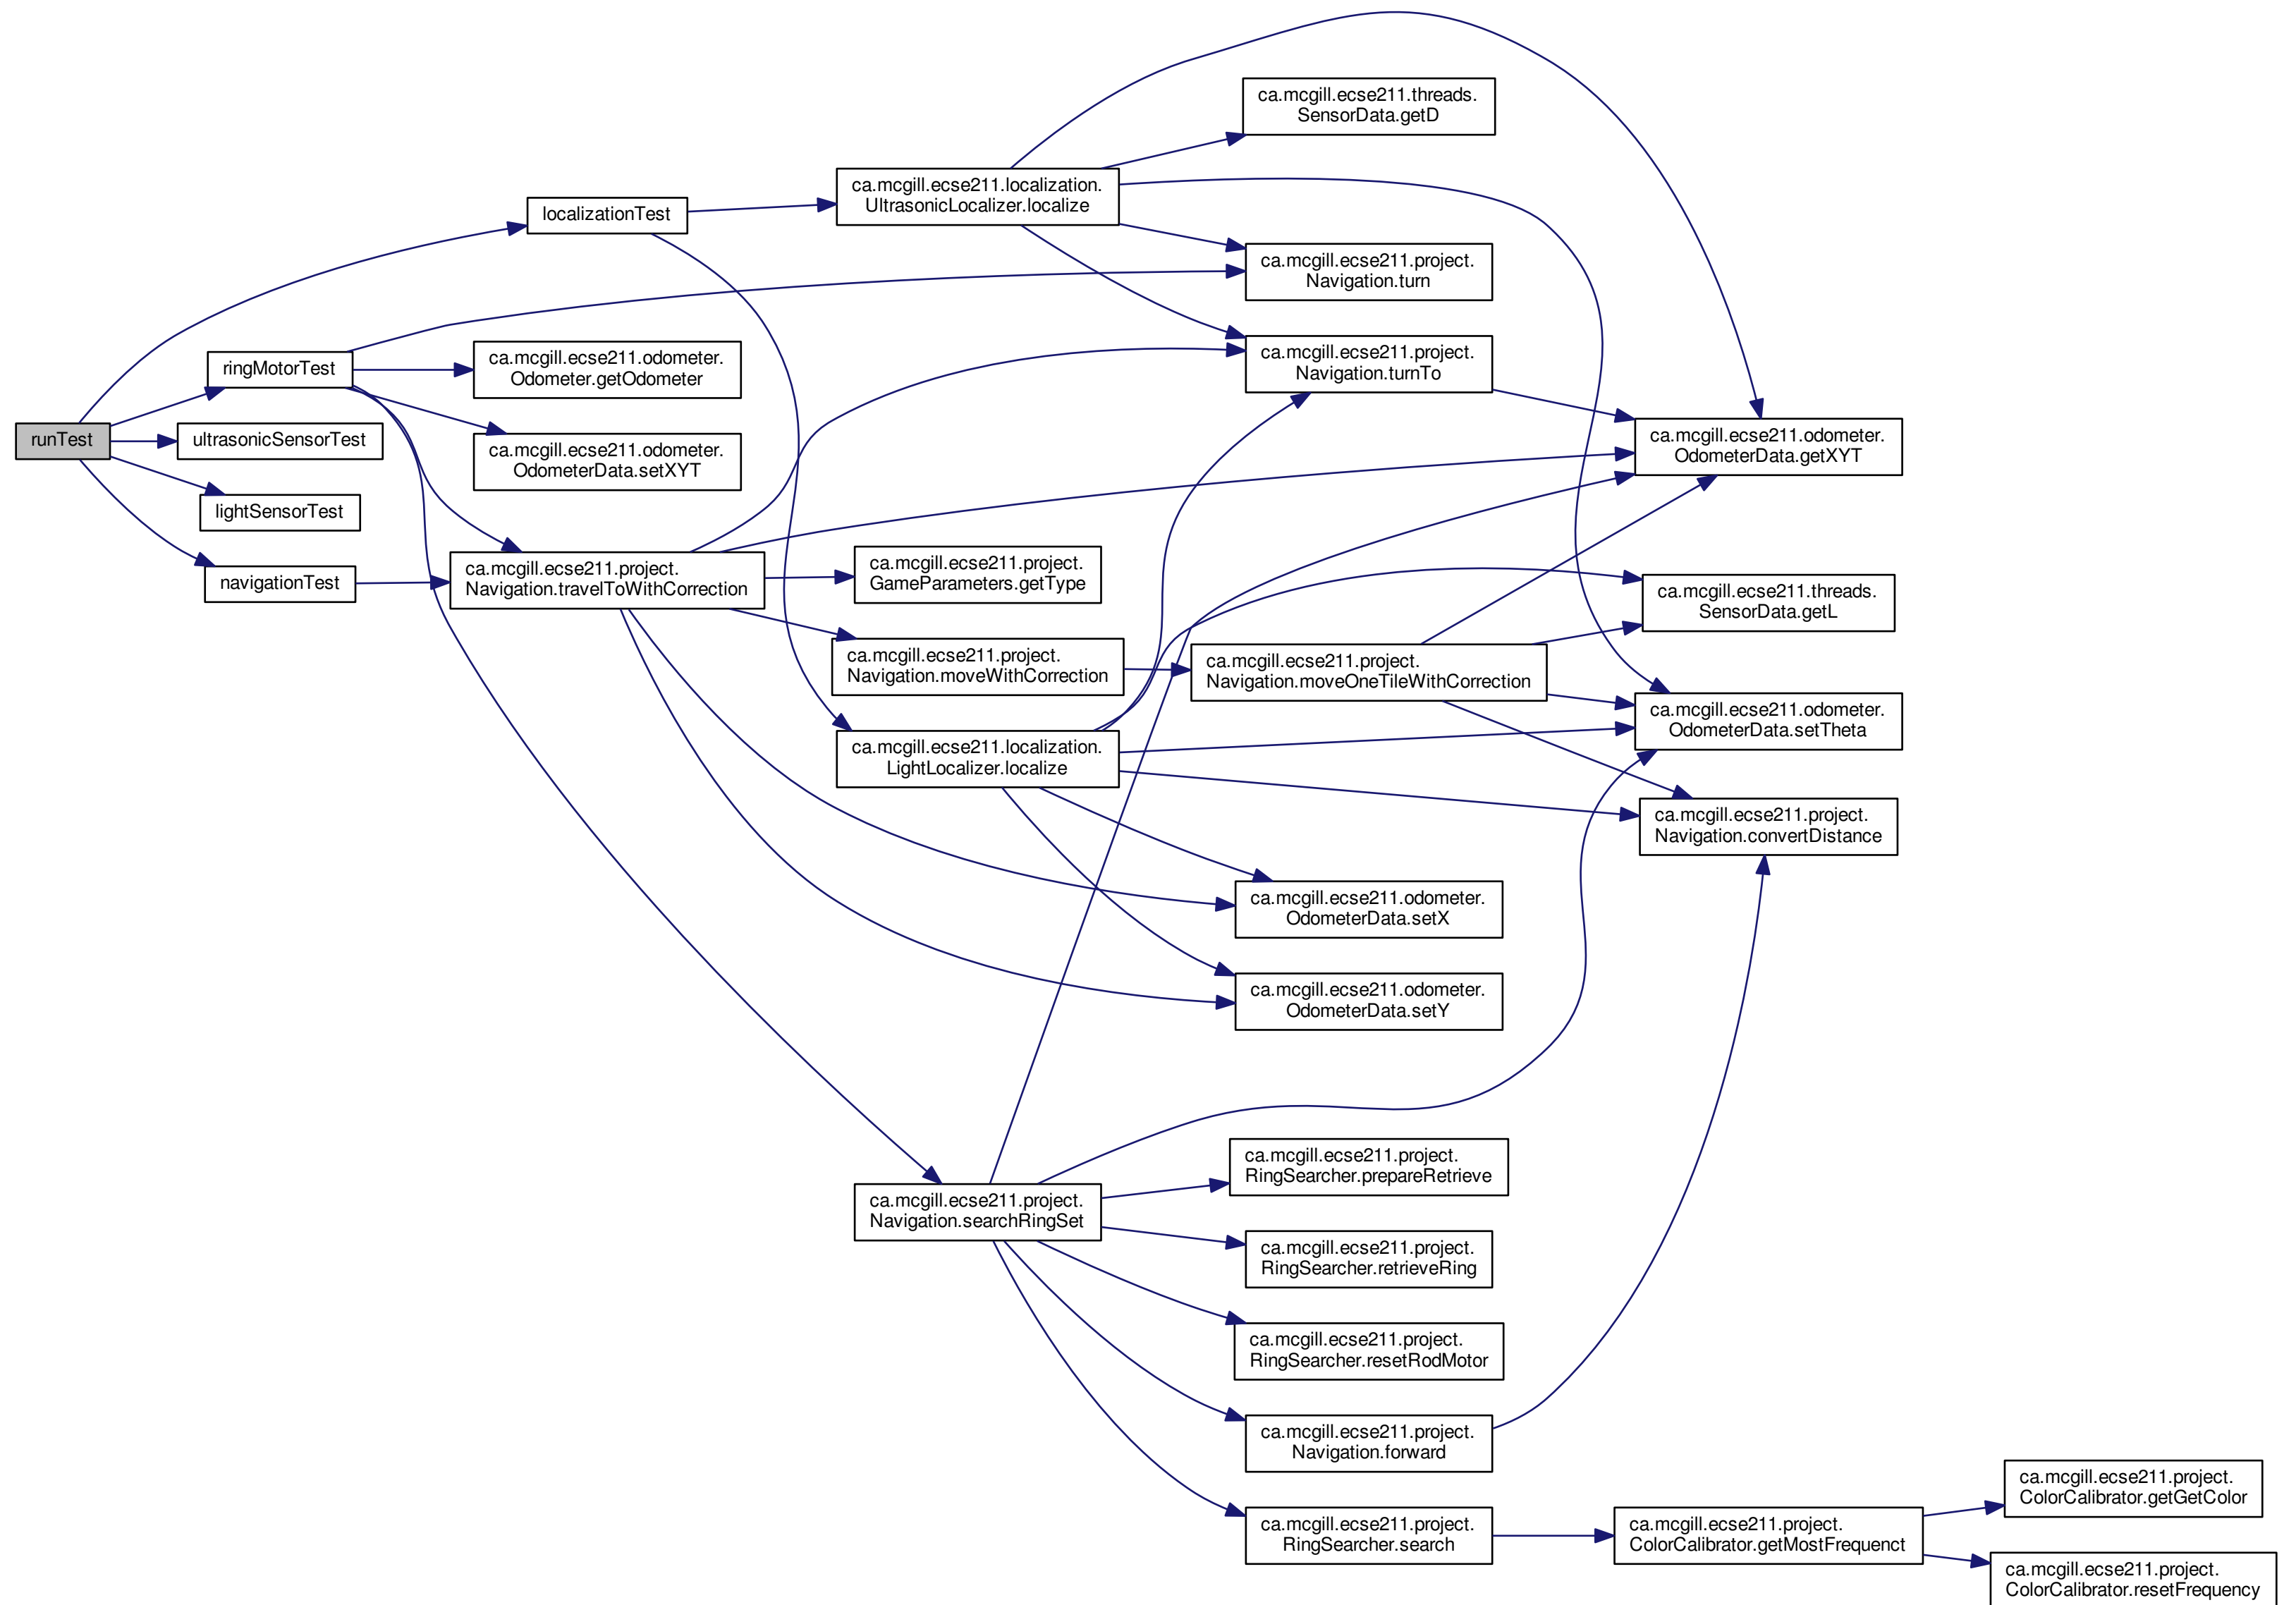 ca.mcgill.ecse211.threads.
SensorData.getD
ca.mcgill.ecse211.localization.
UltrasonicLocalizer.localize
localizationTest
ca.mcgill.ecse211.project.
Navigation.turn
ringMotorTest
ca.mcgill.ecse211.odometer.
Odometer.getOdometer
ca.mcgill.ecse211.project.
Navigation.turnTo
runTest
ultrasonicSensorTest
ca.mcgill.ecse211.odometer.
OdometerData.setXYT
ca.mcgill.ecse211.odometer.
OdometerData.getXYT
lightSensorTest
navigationTest
ca.mcgill.ecse211.project.
Navigation.travelToWithCorrection
ca.mcgill.ecse211.project.
GameParameters.getType
ca.mcgill.ecse211.threads.
SensorData.getL
ca.mcgill.ecse211.project.
Navigation.moveWithCorrection
ca.mcgill.ecse211.project.
Navigation.moveOneTileWithCorrection
ca.mcgill.ecse211.odometer.
OdometerData.setTheta
ca.mcgill.ecse211.localization.
LightLocalizer.localize
ca.mcgill.ecse211.project.
Navigation.convertDistance
ca.mcgill.ecse211.odometer.
OdometerData.setX
ca.mcgill.ecse211.odometer.
OdometerData.setY
ca.mcgill.ecse211.project.
RingSearcher.prepareRetrieve
ca.mcgill.ecse211.project.
Navigation.searchRingSet
ca.mcgill.ecse211.project.
RingSearcher.retrieveRing
ca.mcgill.ecse211.project.
RingSearcher.resetRodMotor
ca.mcgill.ecse211.project.
Navigation.forward
ca.mcgill.ecse211.project.
ColorCalibrator.getGetColor
ca.mcgill.ecse211.project.
RingSearcher.search
ca.mcgill.ecse211.project.
ColorCalibrator.getMostFrequenct
ca.mcgill.ecse211.project.
ColorCalibrator.resetFrequency